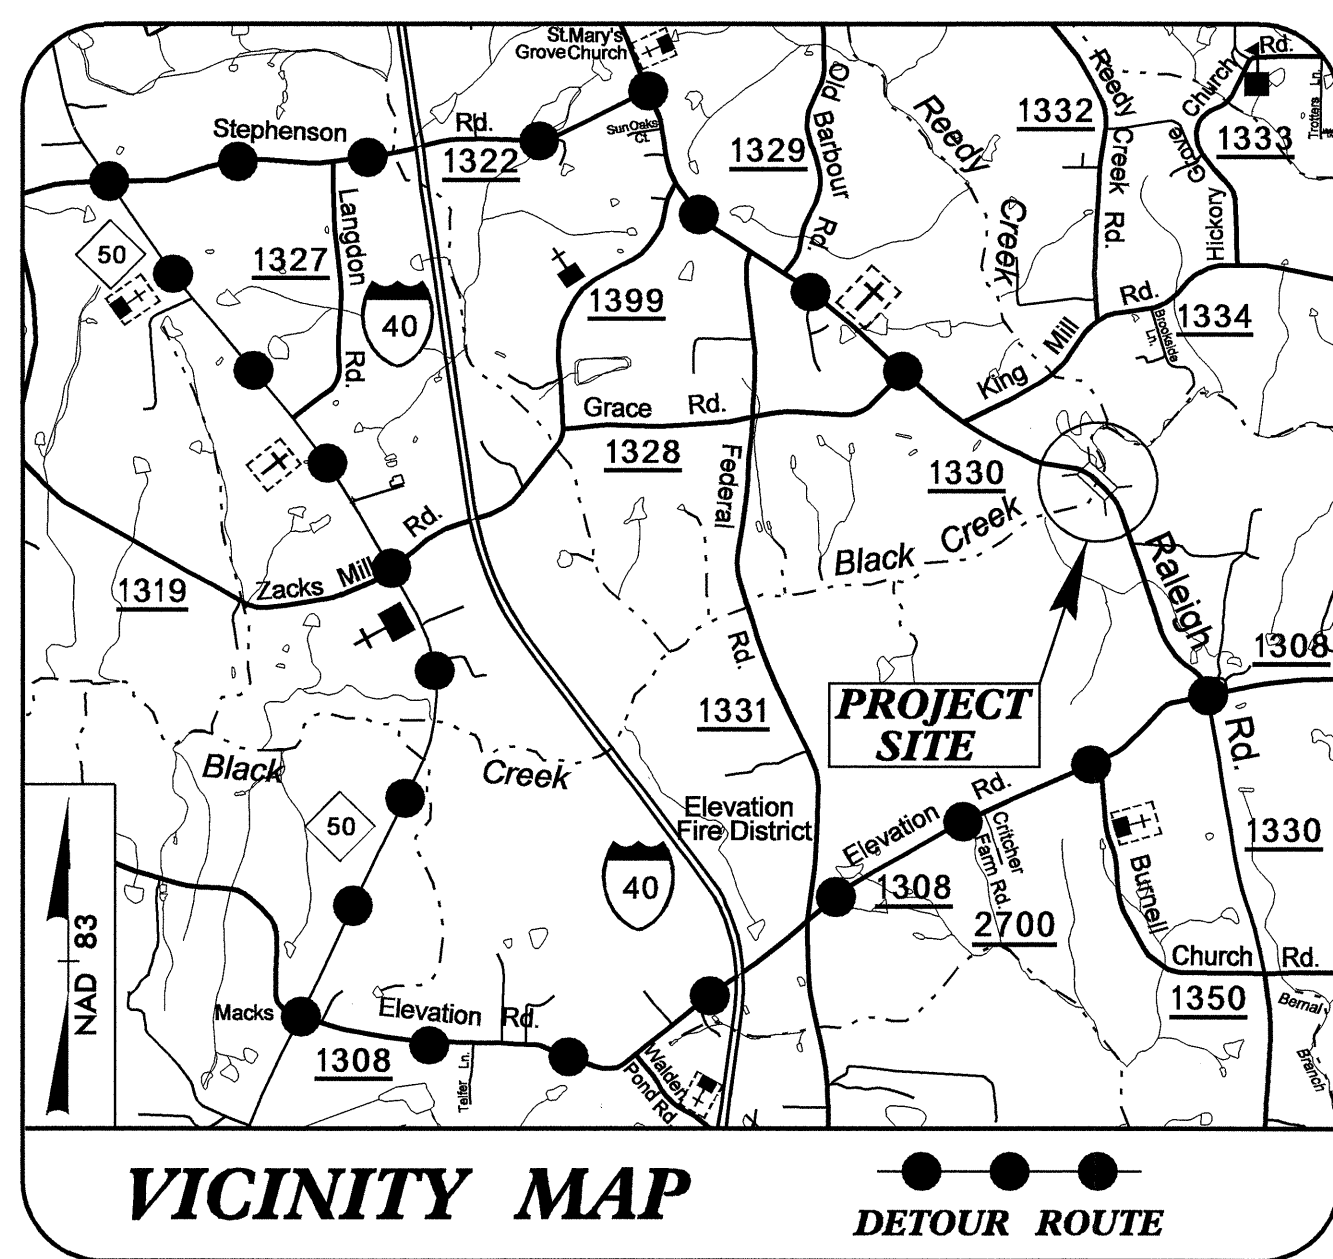 St.Mary's
Grove Church
Rd.
Church
Trotters Ln.
Stephenson
Rd.
1322
Sun Oaks
Ct.
1329
Old Barbour Rd.
Reedy
Creek
1332
Reedy Creek Rd.
Grove
1333
Hickory
50
1327
Langdon
Rd.
40
1399
Rd.
1334
Brookside
Ln.
King Mill
Grace Rd.
1328
Federal
1330
Rd.
Creek
Black
1319
Zacks Mill
Raleigh
1308
Rd.
1331
PROJECT
SITE
Rd.
Black
Creek
Elevation
Fire District
Rd.
Elevation
50
40
Critcher
Farm Rd.
1330
1308
Burnell
2700
NAD 83
Church Rd.
1350
Macks
Elevation Rd.
1308
Telfer Ln.
Walden
Pond Rd.
Bernal
Branch
VICINITY MAP
DETOUR ROUTE